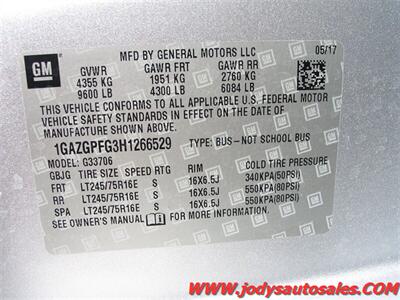 GM
MFD BY GENERAL MOTORS LLC 05/17
GVWR GAWR FRT GAWR RR
4355 KG 1951 KG 2760 KG
9600 LB 4300 LB 6084 LB
THIS VEHICLE CONFORMS TO ALL APPLICABLE U.S. FEDERAL MOTOR
VEHICLE SAFETY STANDARDS IN EFFECT ON THE DATE OF
MANUFACTURE SHOWN ABOVE.
1GAZGPFG3H1266529 TYPE: BUS–NOT SCHOOL BUS
MODEL: G33706
GBJG TIRE SIZE SPEED RTG RIM COLD TIRE PRESSURE
FRT LT245/75R16E S 16X6.5J 340KPA(50PSI)
RR LT245/75R16E S 16X6.5J 550KPA(80PSI)
SPA LT245/75R16E S 16X6.5J 550KPA(80PSI)
SEE OWNER'S MANUAL FOR MORE INFORMATION.
www.jodysautosales.com